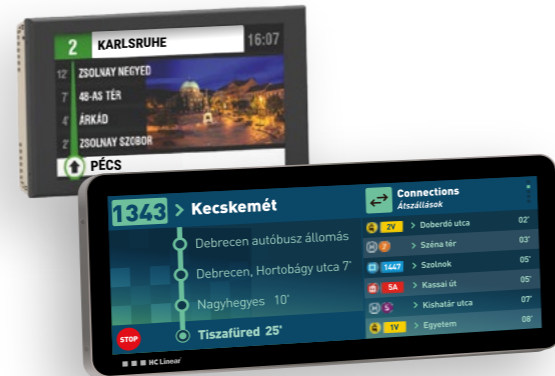 2 KARLSRUHE 16:07
12' ZSOLNAY NEGYED
7' 48-AS TÉR
4' ÁRKÁD
2' ZSOLNAY SZOBOR
PÉCS
1343 > Kecskemét
Debrecen autóbusz állomás
Debrecen, Hortobágy utca 7'
Nagyhegyes 10'
STOP
Tiszafüred 25'
Connections
Átszállások
2V > Doberdó utca 02'
H 7 > Széna tér 03'
1447 > Szolnok 05'
5A > Kassai út 05'
H S > Kishatár utca 07'
1V > Egyetem 08'
HC Linear